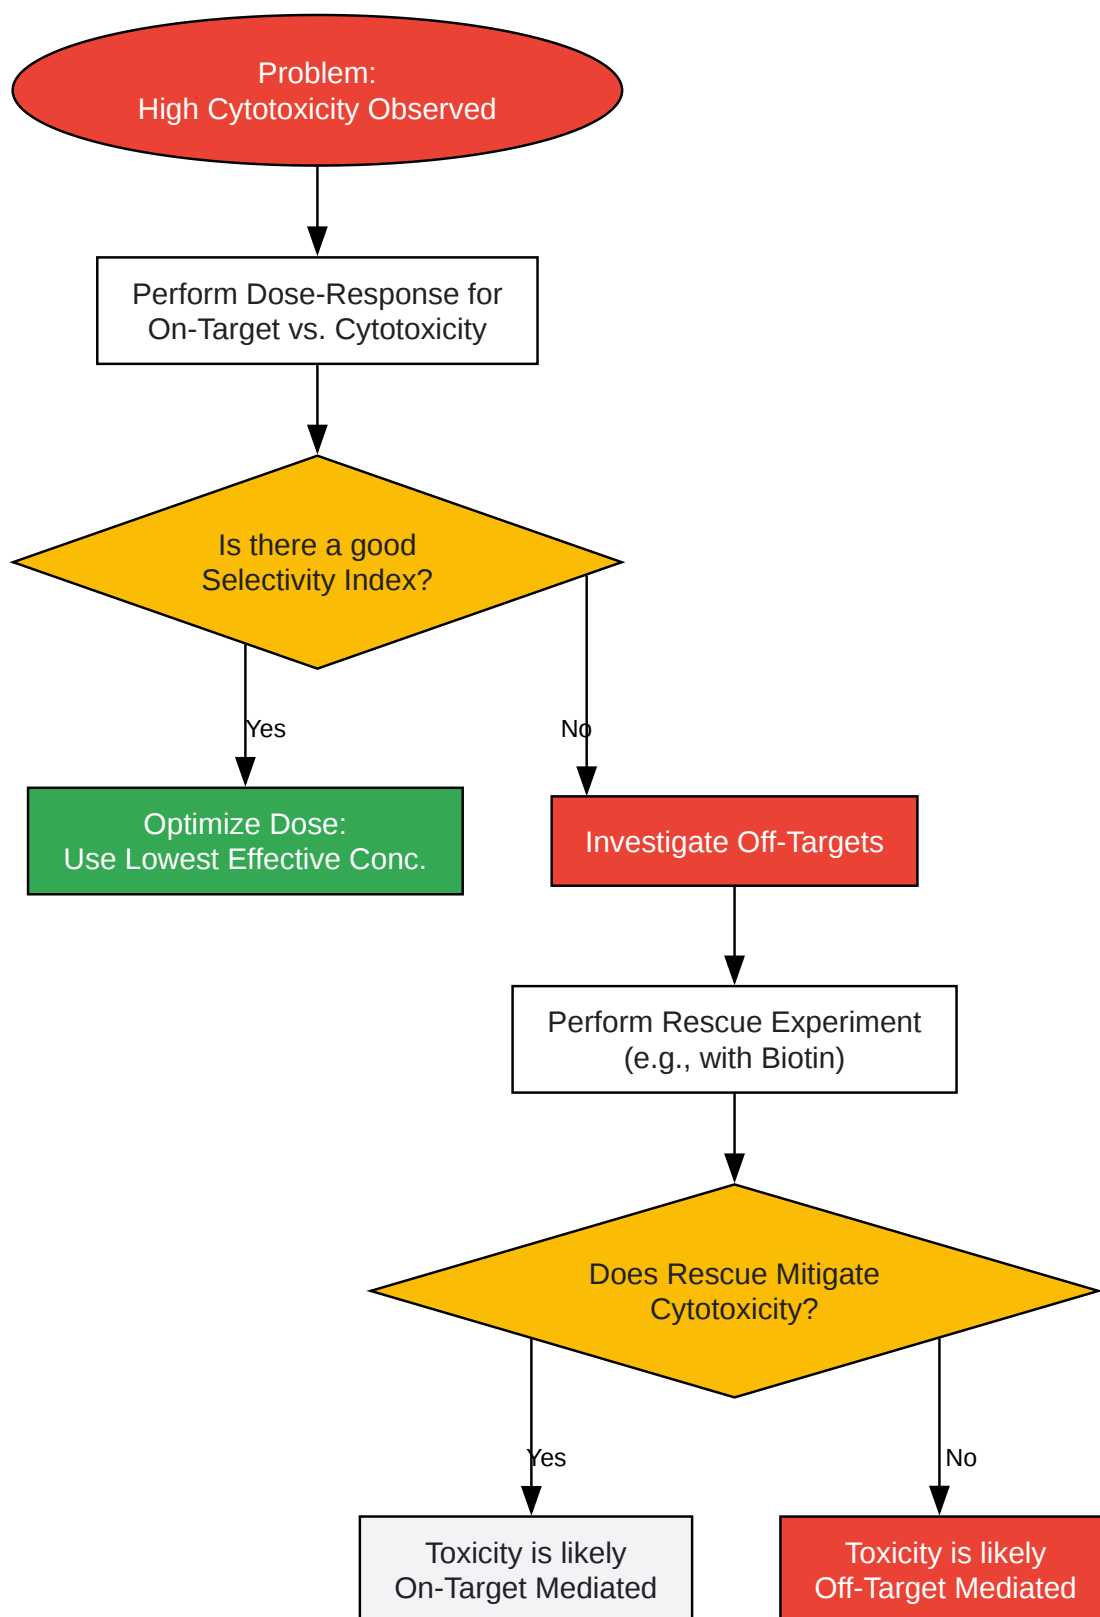 Problem:
High Cytotoxicity Observed
Perform Dose-Response for
On-Target vs. Cytotoxicity
Is there a good
Selectivity Index?
Yes
No
Optimize Dose:
Use Lowest Effective Conc.
Investigate Off-Targets
Perform Rescue Experiment
(e.g., with Biotin)
Does Rescue Mitigate
Cytotoxicity?
Yes
No
Toxicity is likely
On-Target Mediated
Toxicity is likely
Off-Target Mediated